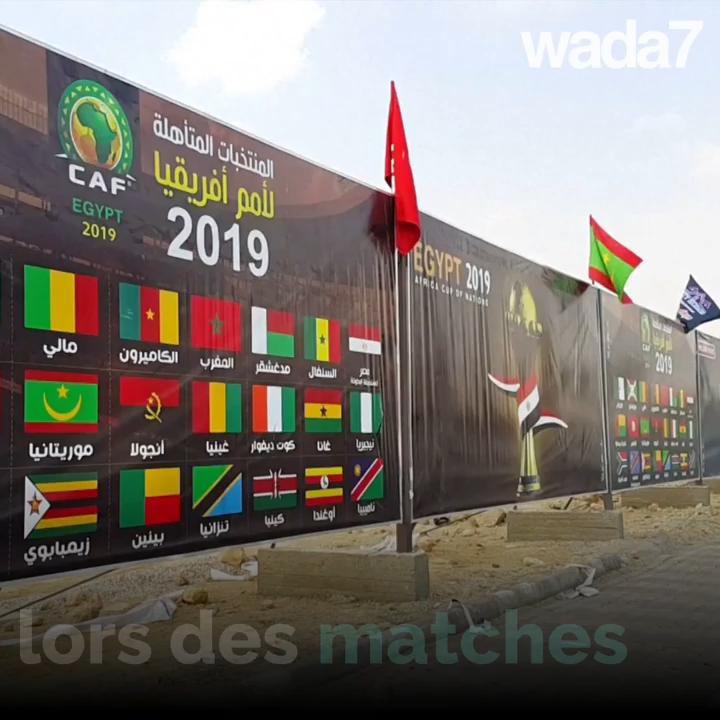 wada7
CAF
EGYPT
2019
المنتخبات المتأهلة
لأمم أفريقيا
2019
مالي
الكاميرون
المغرب
مدغشقر
السنغال
مصر
موريتانيا
أنجولا
غينيا
كوت ديفوار
غانا
نيجيريا
زيمبابوي
بينين
تنزانيا
كينيا
أوغندا
ناميبيا
EGYPT 2019
AFRICA CUP OF NATIONS
أمم أفريقيا
2019
lors des matches